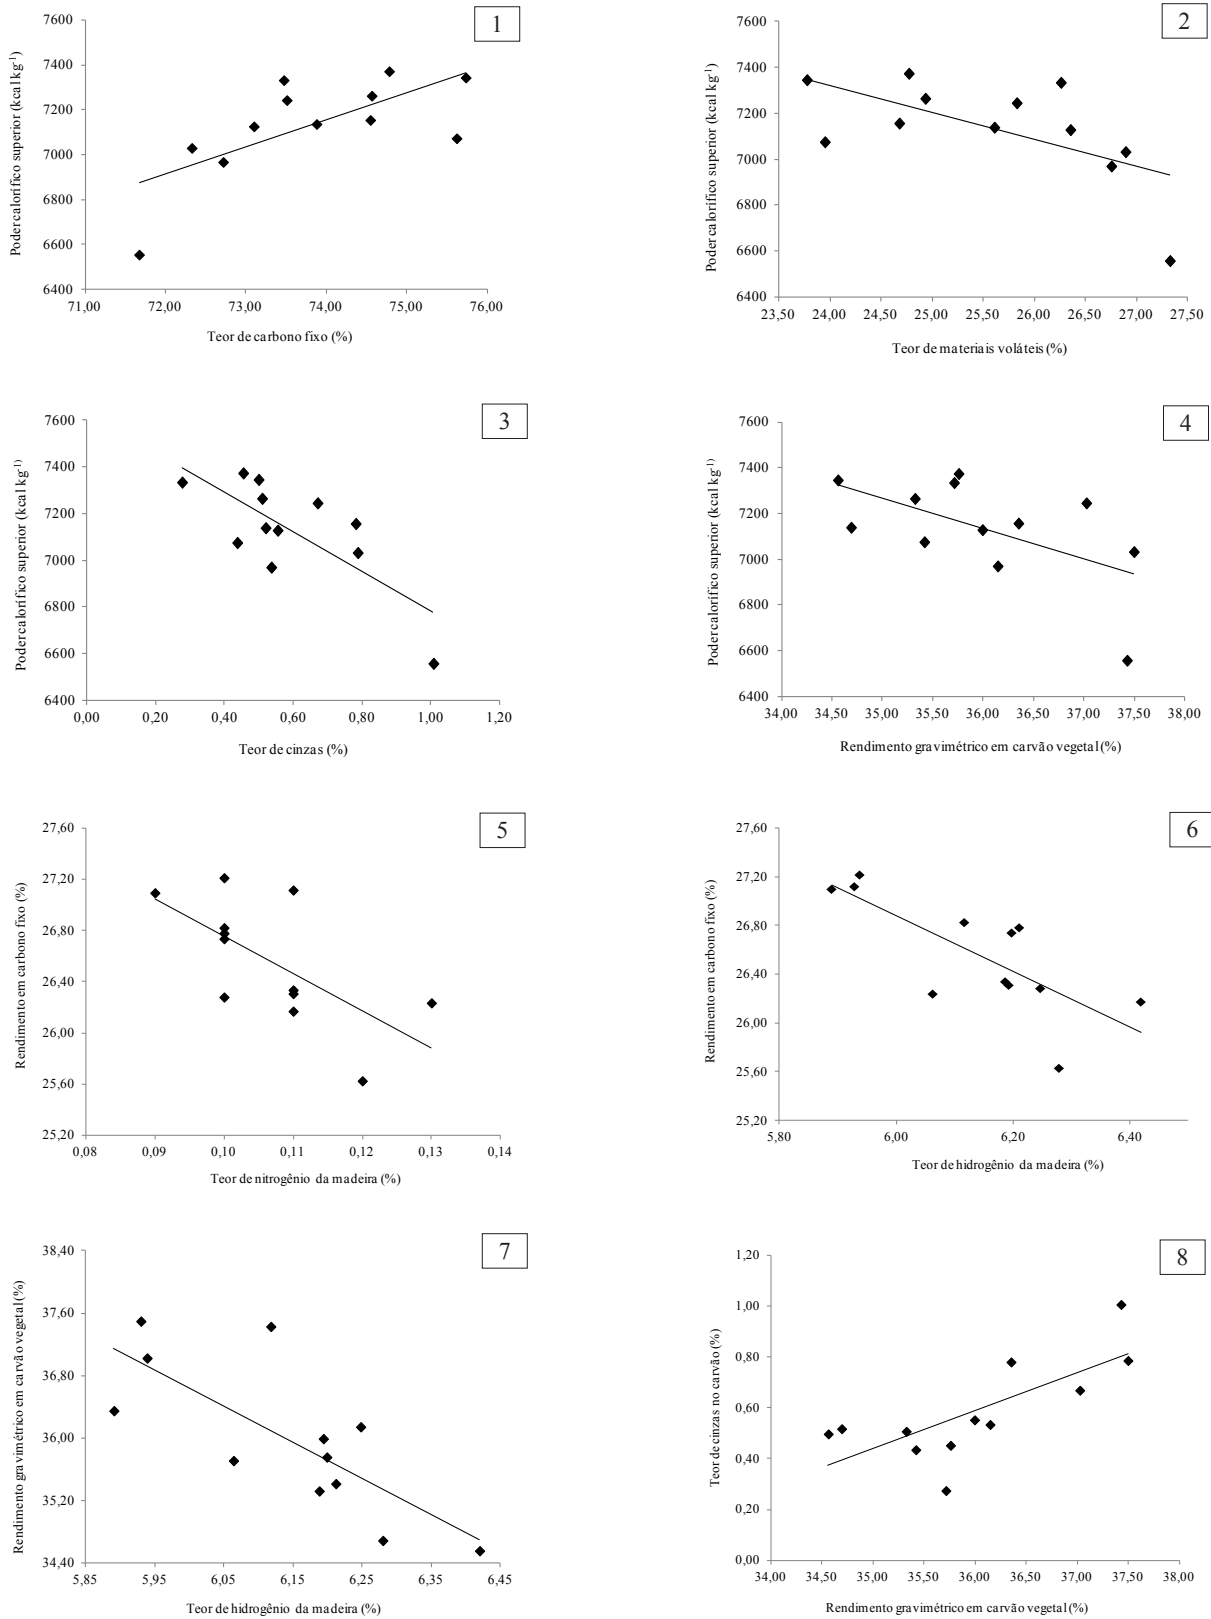 1
7600
7400
7200
7000
6800
6600
6400
71,00 72,00 73,00 74,00 75,00 76,00
Poder calorífico superior (kcal kg⁻¹)
Teor de carbono fixo (%)
2
7600
7400
7200
7000
6800
6600
6400
23,50 24,00 24,50 25,00 25,50 26,00 26,50 27,00 27,50
Poder calorífico superior (kcal kg⁻¹)
Teor de materiais voláteis (%)
3
7600
7400
7200
7000
6800
6600
6400
0,00 0,20 0,40 0,60 0,80 1,00 1,20
Poder calorífico superior (kcal kg⁻¹)
Teor de cinzas (%)
4
7600
7400
7200
7000
6800
6600
6400
34,00 34,50 35,00 35,50 36,00 36,50 37,00 37,50 38,00
Poder calorífico superior (kcal kg⁻¹)
Rendimento gravimétrico em carvão vegetal (%)
5
27,60
27,20
26,80
26,40
26,00
25,60
25,20
0,08 0,09 0,10 0,11 0,12 0,13 0,14
Rendimento em carbono fixo (%)
Teor de nitrogênio da madeira (%)
6
27,60
27,20
26,80
26,40
26,00
25,60
25,20
5,80 6,00 6,20 6,40
Rendimento em carbono fixo (%)
Teor de hidrogênio da madeira (%)
7
38,40
37,60
36,80
36,00
35,20
34,40
5,85 5,95 6,05 6,15 6,25 6,35 6,45
Rendimento gravimétrico em carvão vegetal (%)
Teor de hidrogênio da madeira (%)
8
1,20
1,00
0,80
0,60
0,40
0,20
0,00
34,00 34,50 35,00 35,50 36,00 36,50 37,00 37,50 38,00
Teor de cinzas no carvão (%)
Rendimento gravimétrico em carvão vegetal (%)